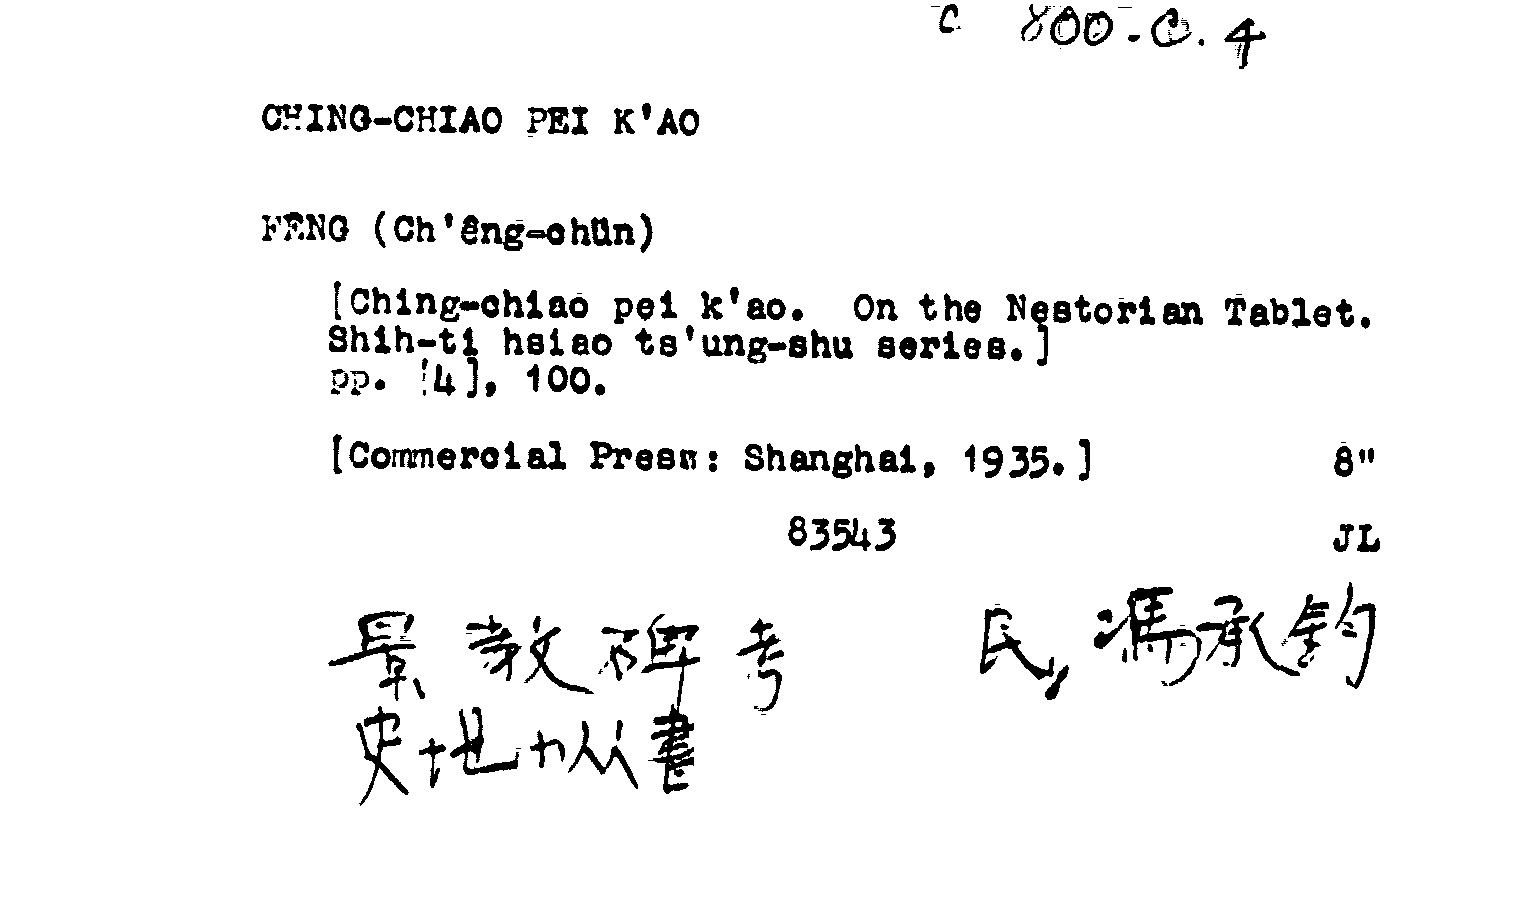 C 800.C.4
CHING-CHIAO PEI K'AO
FENG (Ch'êng-chün)
[Ching-chiao pei k'ao. On the Nestorian Tablet.
Shih-ti hsiao ts'ung-shu series.]
pp. [4], 100.
[Commercial Press: Shanghai, 1935.] 8"
83543 JL
景教碑考 民, 馮承鈞
史地小丛書